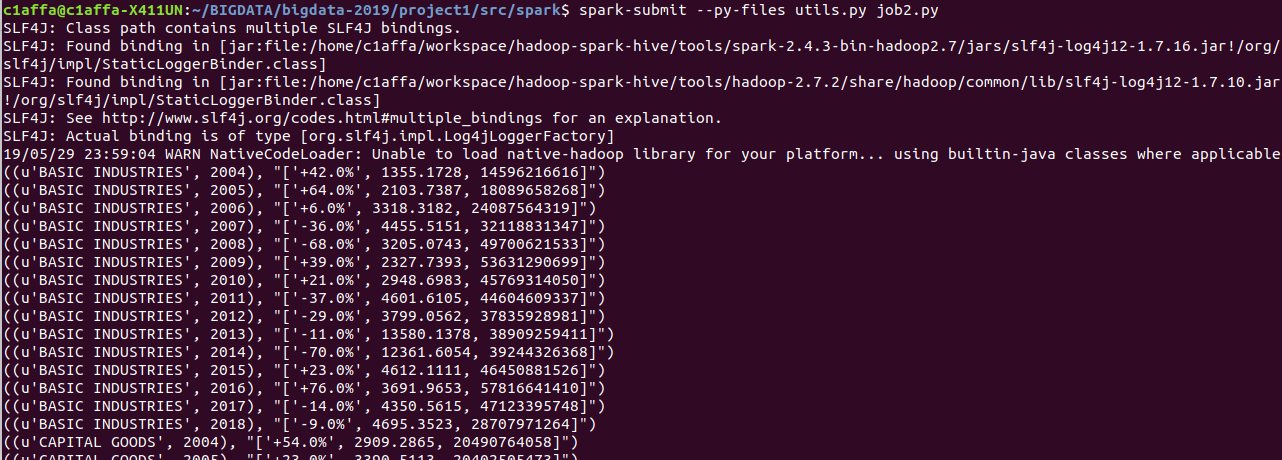 c1affa@c1affa-X411UN:~/BIGDATA/bigdata-2019/project1/src/spark$ spark-submit --py-files utils.py job2.py
SLF4J: Class path contains multiple SLF4J bindings.
SLF4J: Found binding in [jar:file:/home/c1affa/workspace/hadoop-spark-hive/tools/spark-2.4.3-bin-hadoop2.7/jars/slf4j-log4j12-1.7.16.jar!/org/
slf4j/impl/StaticLoggerBinder.class]
SLF4J: Found binding in [jar:file:/home/c1affa/workspace/hadoop-spark-hive/tools/hadoop-2.7.2/share/hadoop/common/lib/slf4j-log4j12-1.7.10.jar
!/org/slf4j/impl/StaticLoggerBinder.class]
SLF4J: See http://www.slf4j.org/codes.html#multiple_bindings for an explanation.
SLF4J: Actual binding is of type [org.slf4j.impl.Log4jLoggerFactory]
19/05/29 23:59:04 WARN NativeCodeLoader: Unable to load native-hadoop library for your platform... using builtin-java classes where applicable
((u'BASIC INDUSTRIES', 2004), "['+42.0%', 1355.1728, 14596216616]")
((u'BASIC INDUSTRIES', 2005), "['+64.0%', 2103.7387, 18089658268]")
((u'BASIC INDUSTRIES', 2006), "['+6.0%', 3318.3182, 24087564319]")
((u'BASIC INDUSTRIES', 2007), "['-36.0%', 4455.5151, 32118831347]")
((u'BASIC INDUSTRIES', 2008), "['-68.0%', 3205.0743, 49700621533]")
((u'BASIC INDUSTRIES', 2009), "['+39.0%', 2327.7393, 53631290699]")
((u'BASIC INDUSTRIES', 2010), "['+21.0%', 2948.6983, 45769314050]")
((u'BASIC INDUSTRIES', 2011), "['-37.0%', 4601.6105, 44604609337]")
((u'BASIC INDUSTRIES', 2012), "['-29.0%', 3799.0562, 37835928981]")
((u'BASIC INDUSTRIES', 2013), "['-11.0%', 13580.1378, 38909259411]")
((u'BASIC INDUSTRIES', 2014), "['-70.0%', 12361.6054, 39244326368]")
((u'BASIC INDUSTRIES', 2015), "['+23.0%', 4612.1111, 46450881526]")
((u'BASIC INDUSTRIES', 2016), "['+76.0%', 3691.9653, 57816641410]")
((u'BASIC INDUSTRIES', 2017), "['-14.0%', 4350.5615, 47123395748]")
((u'BASIC INDUSTRIES', 2018), "['-9.0%', 4695.3523, 28707971264]")
((u'CAPITAL GOODS', 2004), "['+54.0%', 2909.2865, 20490764058]")
((u'CAPITAL GOODS', 2005), "['+23.0%', 3390.5113, 20402505473]")